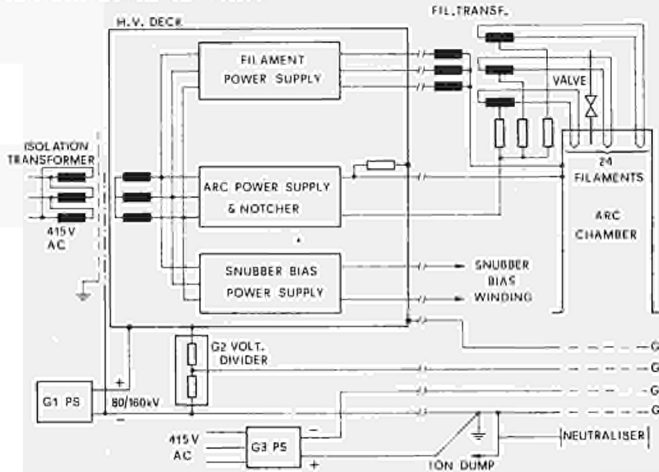 H.V. DECK
FIL.TRANSF.
FILAMENT
POWER SUPPLY
VALVE
ISOLATION
TRANSFORMER
415V
AC
ARC POWER SUPPLY
& NOTCHER
24
FILAMENTS
ARC
CHAMBER
SNUBBER BIAS
POWER SUPPLY
SNUBBER
BIAS
WINDING
G2 VOLT.
DIVIDER
G
G
G
G
G1 PS
+
80/160kV
-
415V
AC
G3 PS
-
+
ION DUMP
NEUTRALISER